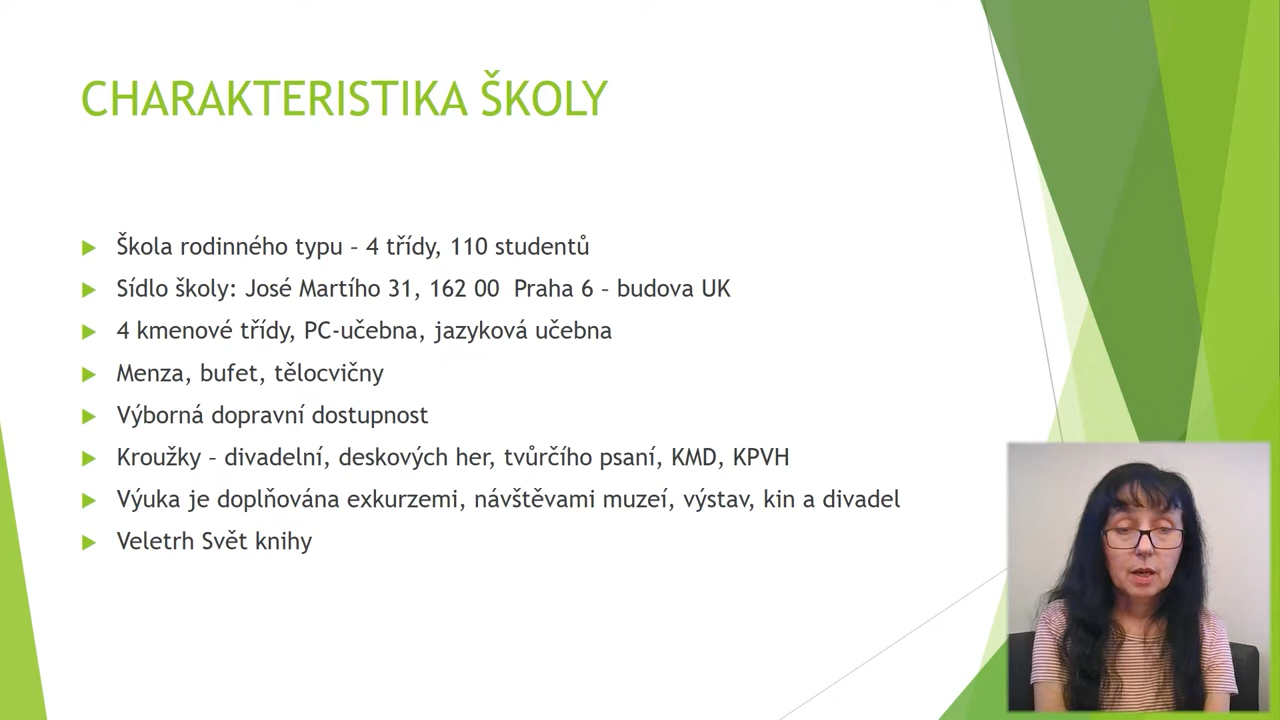 CHARAKTERISTIKA ŠKOLY
Škola rodinného typu – 4 třídy, 110 studentů
Sídlo školy: José Martího 31, 162 00  Praha 6 – budova UK
4 kmenové třídy, PC-učebna, jazyková učebna
Menza, bufet, tělocvičny
Výborná dopravní dostupnost
Kroužky – divadelní, deskových her, tvůrčího psaní, KMD, KPVH
Výuka je doplňována exkurzemi, návštěvami muzeí, výstav, kin a divadel
Veletrh Svět knihy